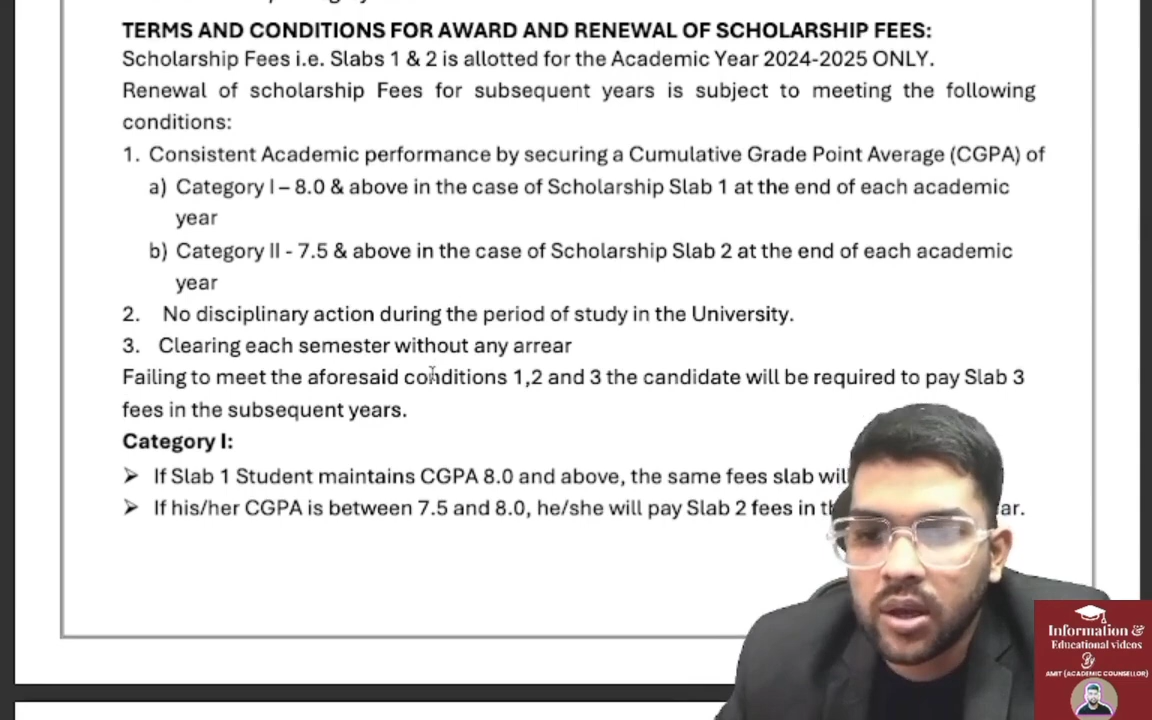 TERMS AND CONDITIONS FOR AWARD AND RENEWAL OF SCHOLARSHIP FEES:
Scholarship Fees i.e. Slabs 1 & 2 is allotted for the Academic Year 2024-2025 ONLY.
Renewal of scholarship Fees for subsequent years is subject to meeting the following
conditions:
1. Consistent Academic performance by securing a Cumulative Grade Point Average (CGPA) of
a) Category I – 8.0 & above in the case of Scholarship Slab 1 at the end of each academic
year
b) Category II - 7.5 & above in the case of Scholarship Slab 2 at the end of each academic
year
2. No disciplinary action during the period of study in the University.
3. Clearing each semester without any arrear
Failing to meet the aforesaid conditions 1,2 and 3 the candidate will be required to pay Slab 3
fees in the subsequent years.
Category I:
➢ If Slab 1 Student maintains CGPA 8.0 and above, the same fees slab will
➢ If his/her CGPA is between 7.5 and 8.0, he/she will pay Slab 2 fees in
Information &
Educational videos
By
AMIT (ACADEMIC COUNSELLOR)